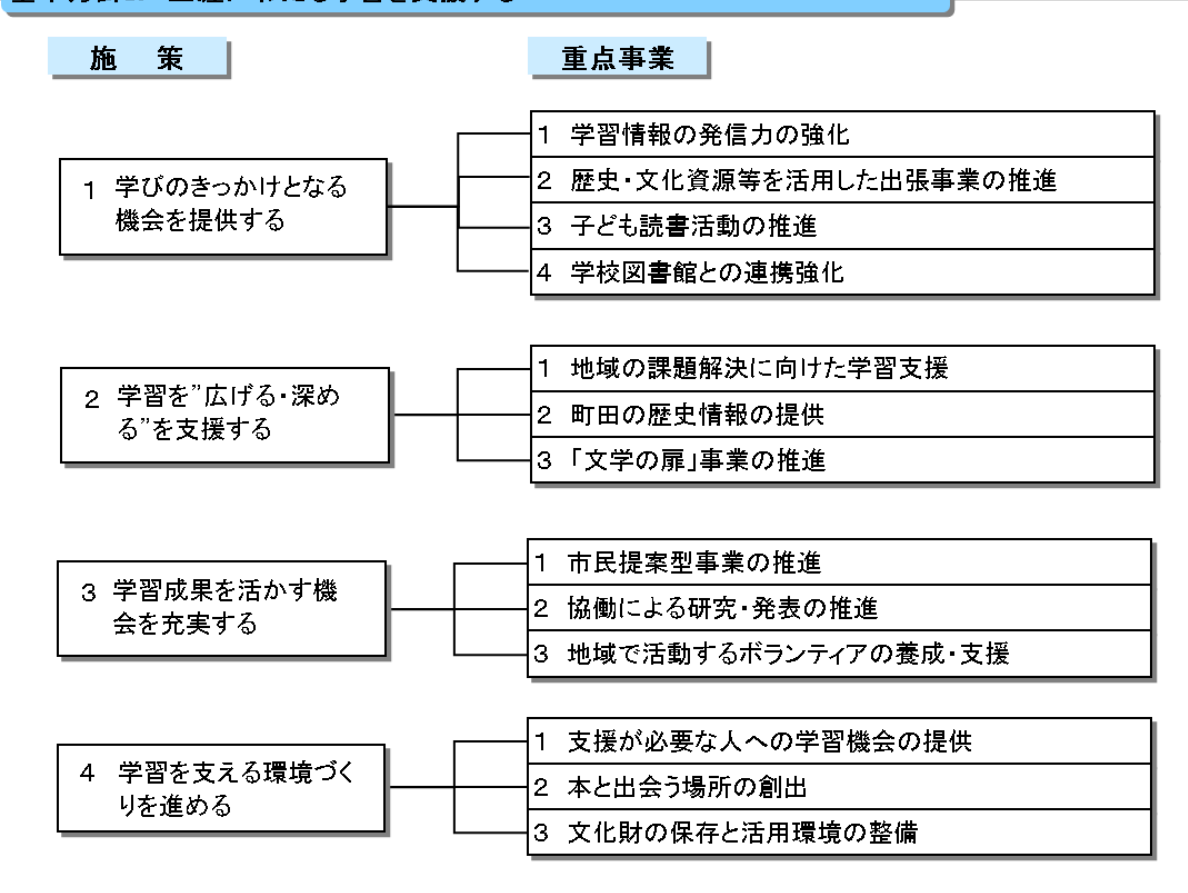 施　策
重点事業
1 学びのきっかけとなる
機会を提供する
1 学習情報の発信力の強化
2 歴史・文化資源等を活用した出張事業の推進
3 子ども読書活動の推進
4 学校図書館との連携強化
2 学習を”広げる・深め
る”を支援する
1 地域の課題解決に向けた学習支援
2 町田の歴史情報の提供
3 「文学の扉」事業の推進
3 学習成果を活かす機
会を充実する
1 市民提案型事業の推進
2 協働による研究・発表の推進
3 地域で活動するボランティアの養成・支援
4 学習を支える環境づく
りを進める
1 支援が必要な人への学習機会の提供
2 本と出会う場所の創出
3 文化財の保存と活用環境の整備